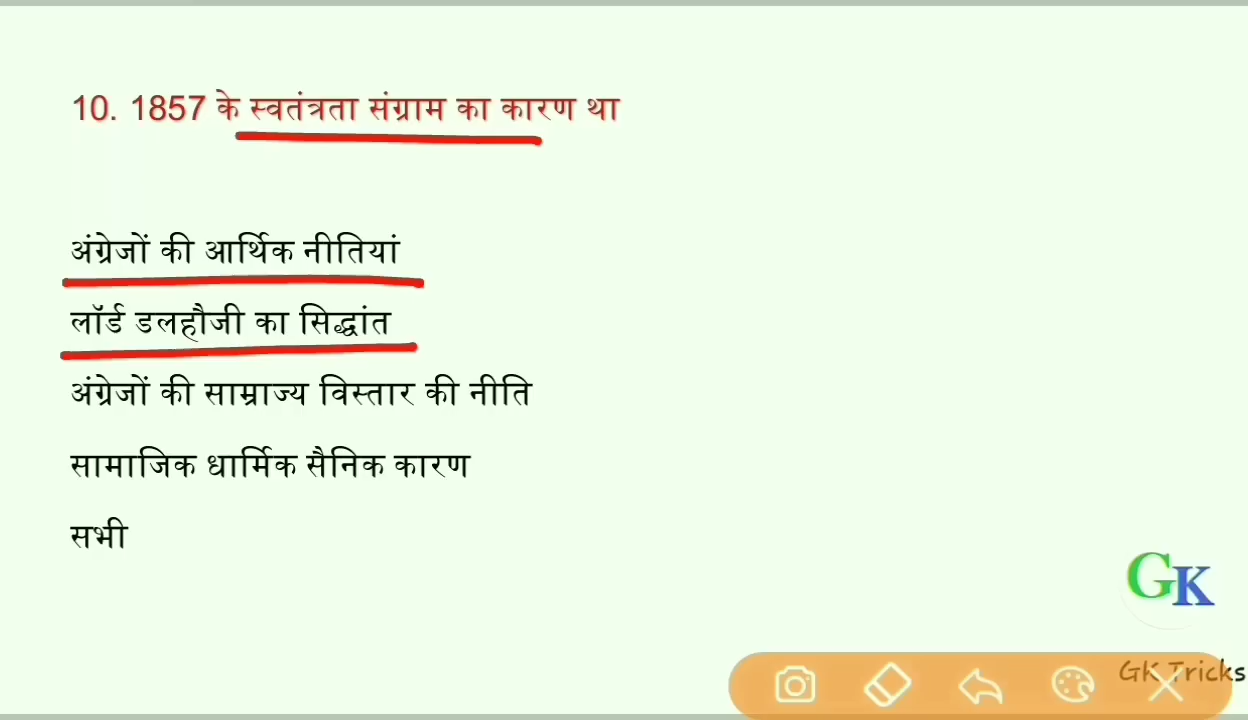 10. 1857 के स्वतंत्रता संग्राम का कारण था
अंग्रेजों की आर्थिक नीतियां
लॉर्ड डलहौजी का सिद्धांत
अंग्रेजों की साम्राज्य विस्तार की नीति
सामाजिक धार्मिक सैनिक कारण
सभी
GK
GK Tricks